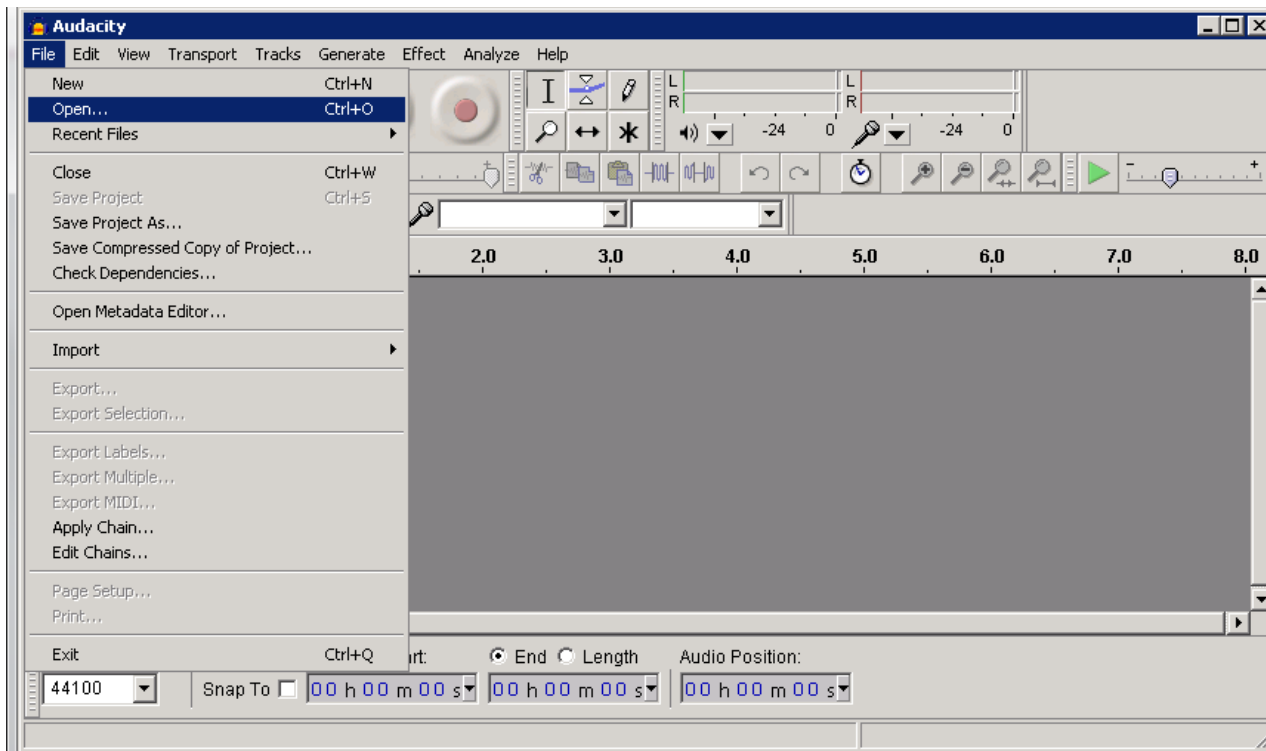 Audacity
File Edit View Transport Tracks Generate Effect Analyze Help
New Ctrl+N
Open... Ctrl+O
Recent Files
Close Ctrl+W
Save Project Ctrl+S
Save Project As...
Save Compressed Copy of Project...
Check Dependencies...
Open Metadata Editor...
Import
Export...
Export Selection...
Export Labels...
Export Multiple...
Export MIDI...
Apply Chain...
Edit Chains...
Page Setup...
Print...
Exit Ctrl+Q
L L
R R
-24 0 -24 0
- +
2.0 3.0 4.0 5.0 6.0 7.0 8.0
End Length Audio Position:
44100 Snap To 00 h 00 m 00 s 00 h 00 m 00 s 00 h 00 m 00 s